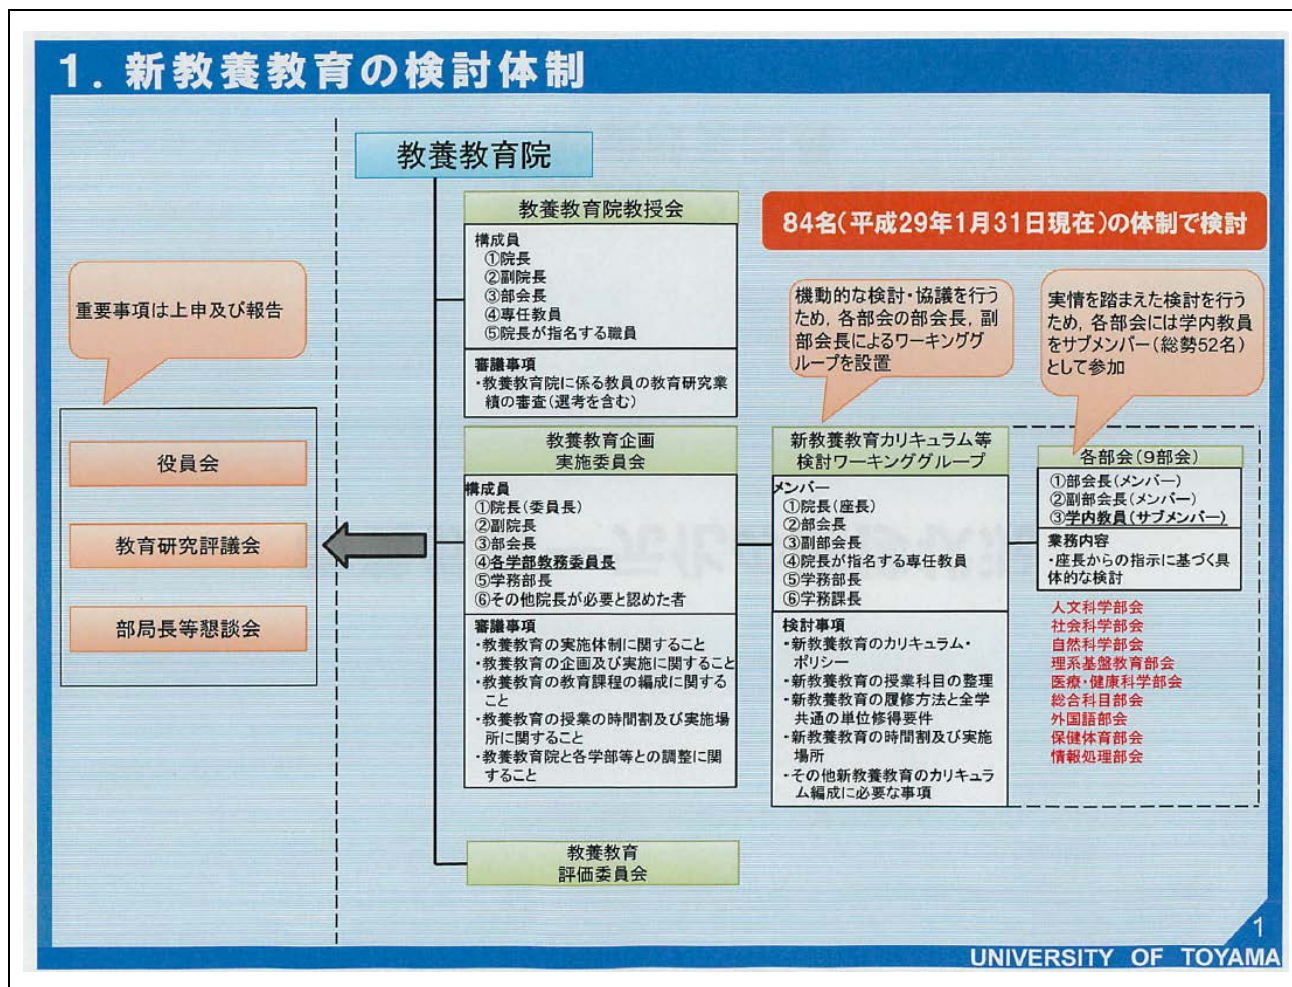 1. 新教養教育の検討体制
教養教育院
教養教育院教授会
構成員
①院長
②副院長
③部会長
④専任教員
⑤院長が指名する職員
審議事項
・教養教育院に係る教員の教育研究業
績の審査(選考を含む)
84名(平成29年1月31日現在)の体制で検討
重要事項は上申及び報告
役員会
教育研究評議会
部局長等懇談会
機動的な検討・協議を行う
ため,各部会の部会長,副
部会長によるワーキンググ
ループを設置
実情を踏まえた検討を行う
ため,各部会には学内教員
をサブメンバー(総勢52名)
として参加
教養教育企画
実施委員会
構成員
①院長(委員長)
②副院長
③部会長
④各学部教務委員長
⑤学務部長
⑥その他院長が必要と認めた者
審議事項
・教養教育の実施体制に関すること
・教養教育の企画及び実施に関すること
・教養教育の教育課程の編成に関する
こと
・教養教育の授業の時間割及び実施場
所に関すること
・教養教育院と各学部等との調整に関
すること
新教養教育カリキュラム等
検討ワーキンググループ
メンバー
①院長(座長)
②部会長
③副部会長
④院長が指名する専任教員
⑤学務部長
⑥学務課長
検討事項
・新教養教育のカリキュラム・
ポリシー
・新教養教育の授業科目の整理
・新教養教育の履修方法と全学
共通の単位修得要件
・新教養教育の時間割及び実施
場所
・その他新教養教育のカリキュラ
ム編成に必要な事項
各部会(9部会)
①部会長(メンバー)
②副部会長(メンバー)
③学内教員(サブメンバー)
業務内容
・座長からの指示に基づく具
体的な検討
人文科学部会
社会科学部会
自然科学部会
理系基盤教育部会
医療・健康科学部会
総合科目部会
外国語部会
保健体育部会
情報処理部会
教養教育
評価委員会
1
UNIVERSITY OF TOYAMA